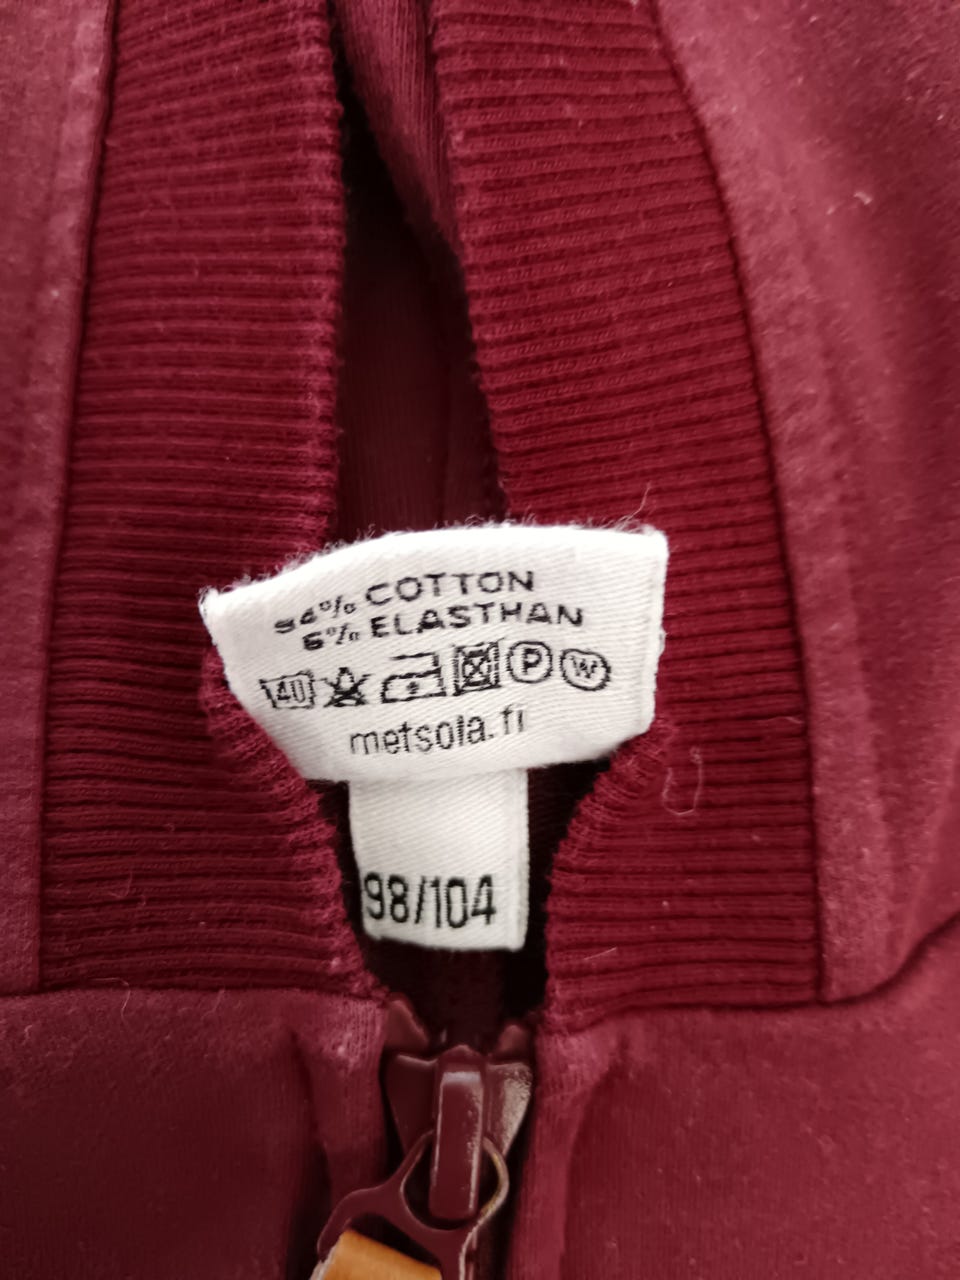 94% COTTON
6% ELASTHAN
40 P W
metsola.fi
98/104